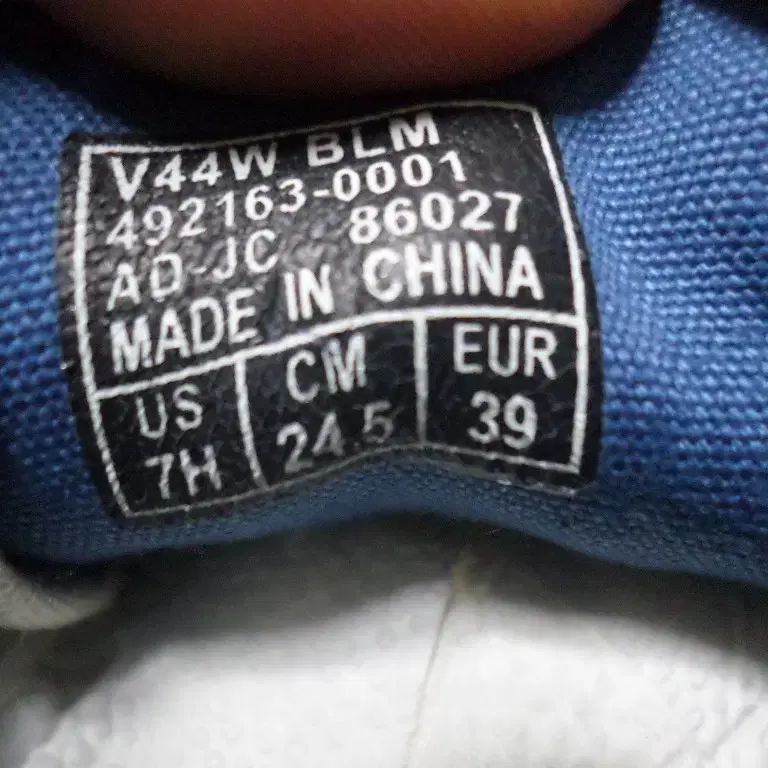 V44W BLM
492163-0001
AD-JC 86027
MADE IN CHINA
US CM EUR
7H 24.5 39